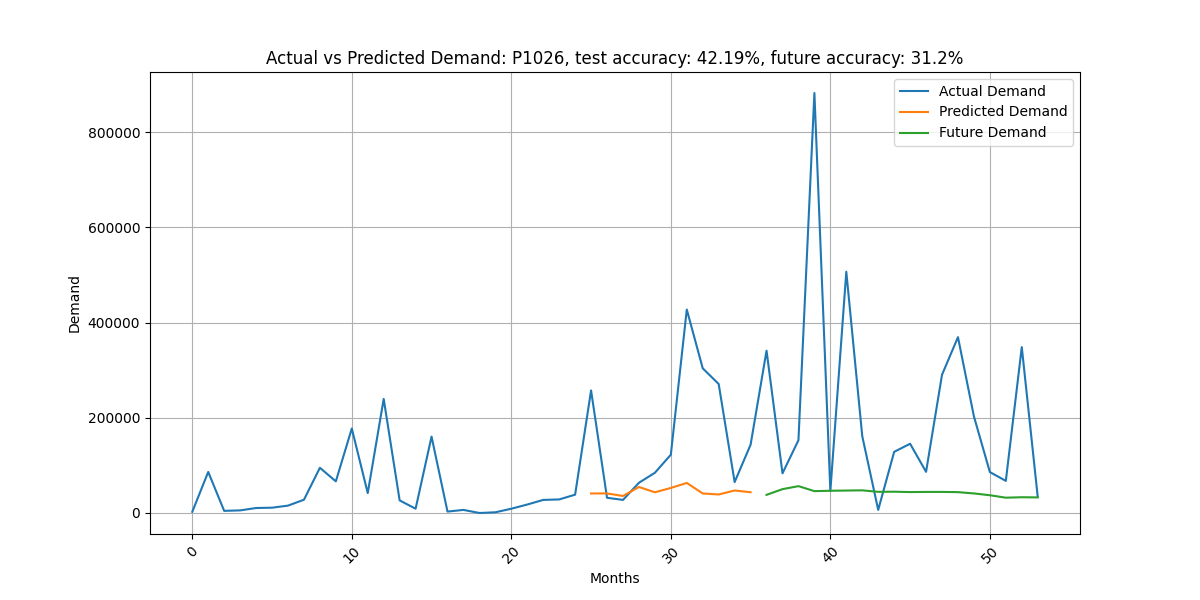 Actual vs Predicted Demand: P1026, test accuracy: 42.19%, future accuracy: 31.2%
Actual Demand
Predicted Demand
Future Demand
800000
600000
400000
200000
0
Demand
0
10
20
30
40
50
Months